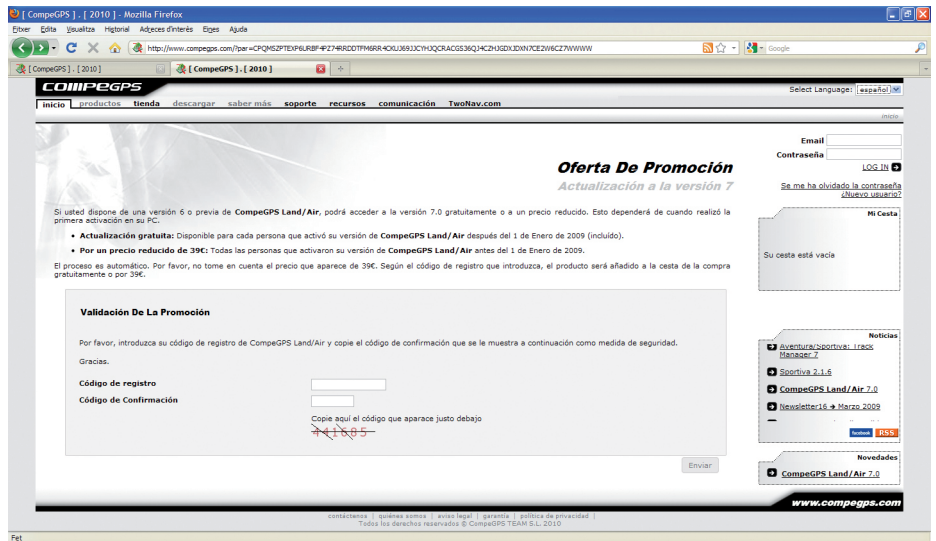 [ CompeGPS ] . [ 2010 ] - Mozilla Firefox
Fitxer Edita Visualitza Historial Adreces d'interès Eines Ajuda
Google
[ CompeGPS ] . [ 2010 ]
[ CompeGPS ] . [ 2010 ]
COMPEGPS
Select Language: español
inicio productos tienda descargar saber más soporte recursos comunicación TwoNav.com
inicio
Email
Contraseña
LOG IN
Se me ha olvidado la contraseña
¿Nuevo usuario?
Oferta De Promoción
Actualización a la versión 7
Si usted dispone de una versión 6 o previa de CompeGPS Land/Air, podrá acceder a la versión 7.0 gratuitamente o a un precio reducido. Esto dependerá de cuando realizó la
primera activación en su PC.
• Actualización gratuita: Disponible para cada persona que activó su versión de CompeGPS Land/Air después del 1 de Enero de 2009 (incluído).
• Por un precio reducido de 39€: Todas las personas que activaron su versión de CompeGPS Land/Air antes del 1 de Enero de 2009.
El proceso es automático. Por favor, no tome en cuenta el precio que aparece de 39€. Según el código de registro que introduzca, el producto será añadido a la cesta de la compra
gratuitamente o por 39€.
Mi Cesta
Su cesta está vacía
Validación De La Promoción
Por favor, introduzca su código de registro de CompeGPS Land/Air y copie el código de confirmación que se le muestra a continuación como medida de seguridad.
Gracias.
Código de registro
Código de Confirmación
Copie aquí el código que aparace justo debajo
441685
Enviar
Noticias
Aventura/Sportiva: Track
Manager 7
Sportiva 2.1.6
CompeGPS Land/Air 7.0
Newsletter16 → Marzo 2009
facebook RSS
Novedades
CompeGPS Land/Air 7.0
www.compegps.com
contáctenos | quiénes somos | aviso legal | garantía | política de privacidad |
Todos los derechos reservados © CompeGPS TEAM S.L. 2010
Fet